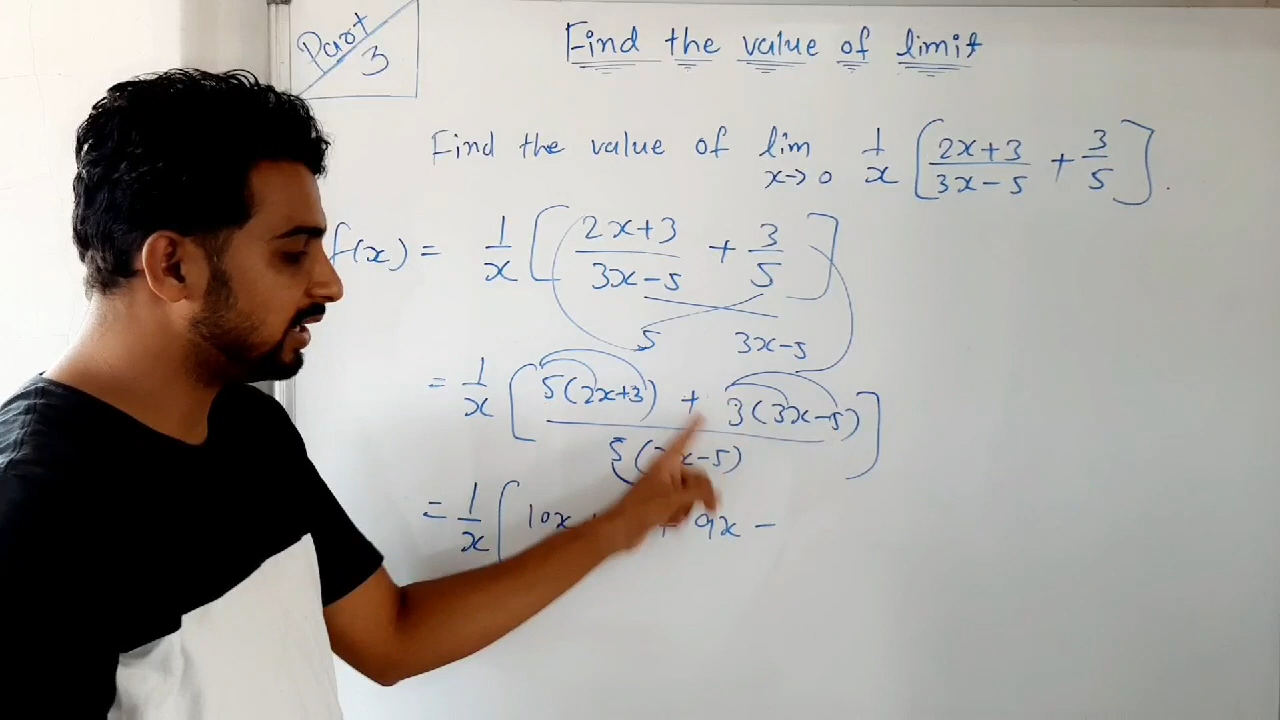 Part 3
Find the value of limit
Find the value of lim x→0 1/x [ (2x+3)/(3x-5) + 3/5 ].
f(x) = 1/x [ (2x+3)/(3x-5) + 3/5 ]
5 3x-5
= 1/x [ 5(2x+3) + 3(3x-5) / 5( x-5) ]
= 1/x [ 10x + 9x -